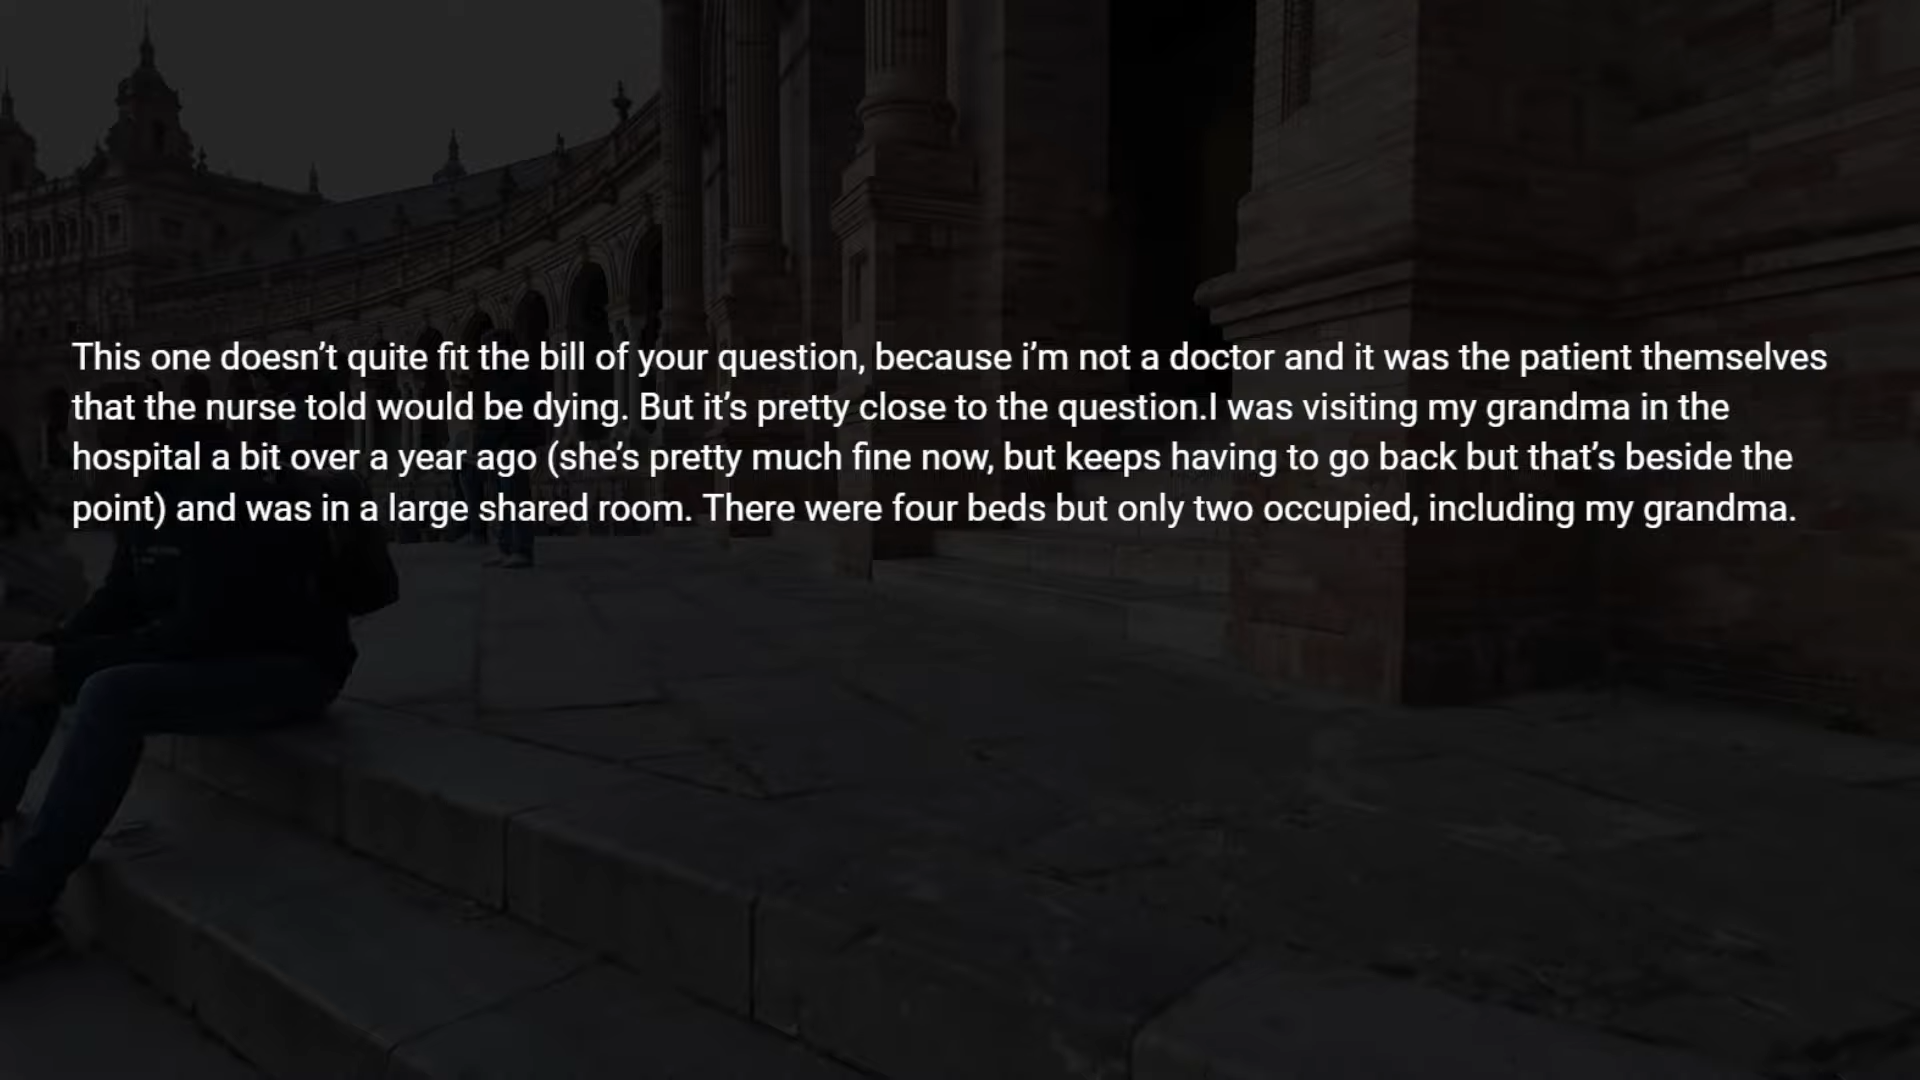 This one doesn’t quite fit the bill of your question, because i’m not a doctor and it was the patient themselves
that the nurse told would be dying. But it’s pretty close to the question.I was visiting my grandma in the
hospital a bit over a year ago (she’s pretty much fine now, but keeps having to go back but that’s beside the
point) and was in a large shared room. There were four beds but only two occupied, including my grandma.